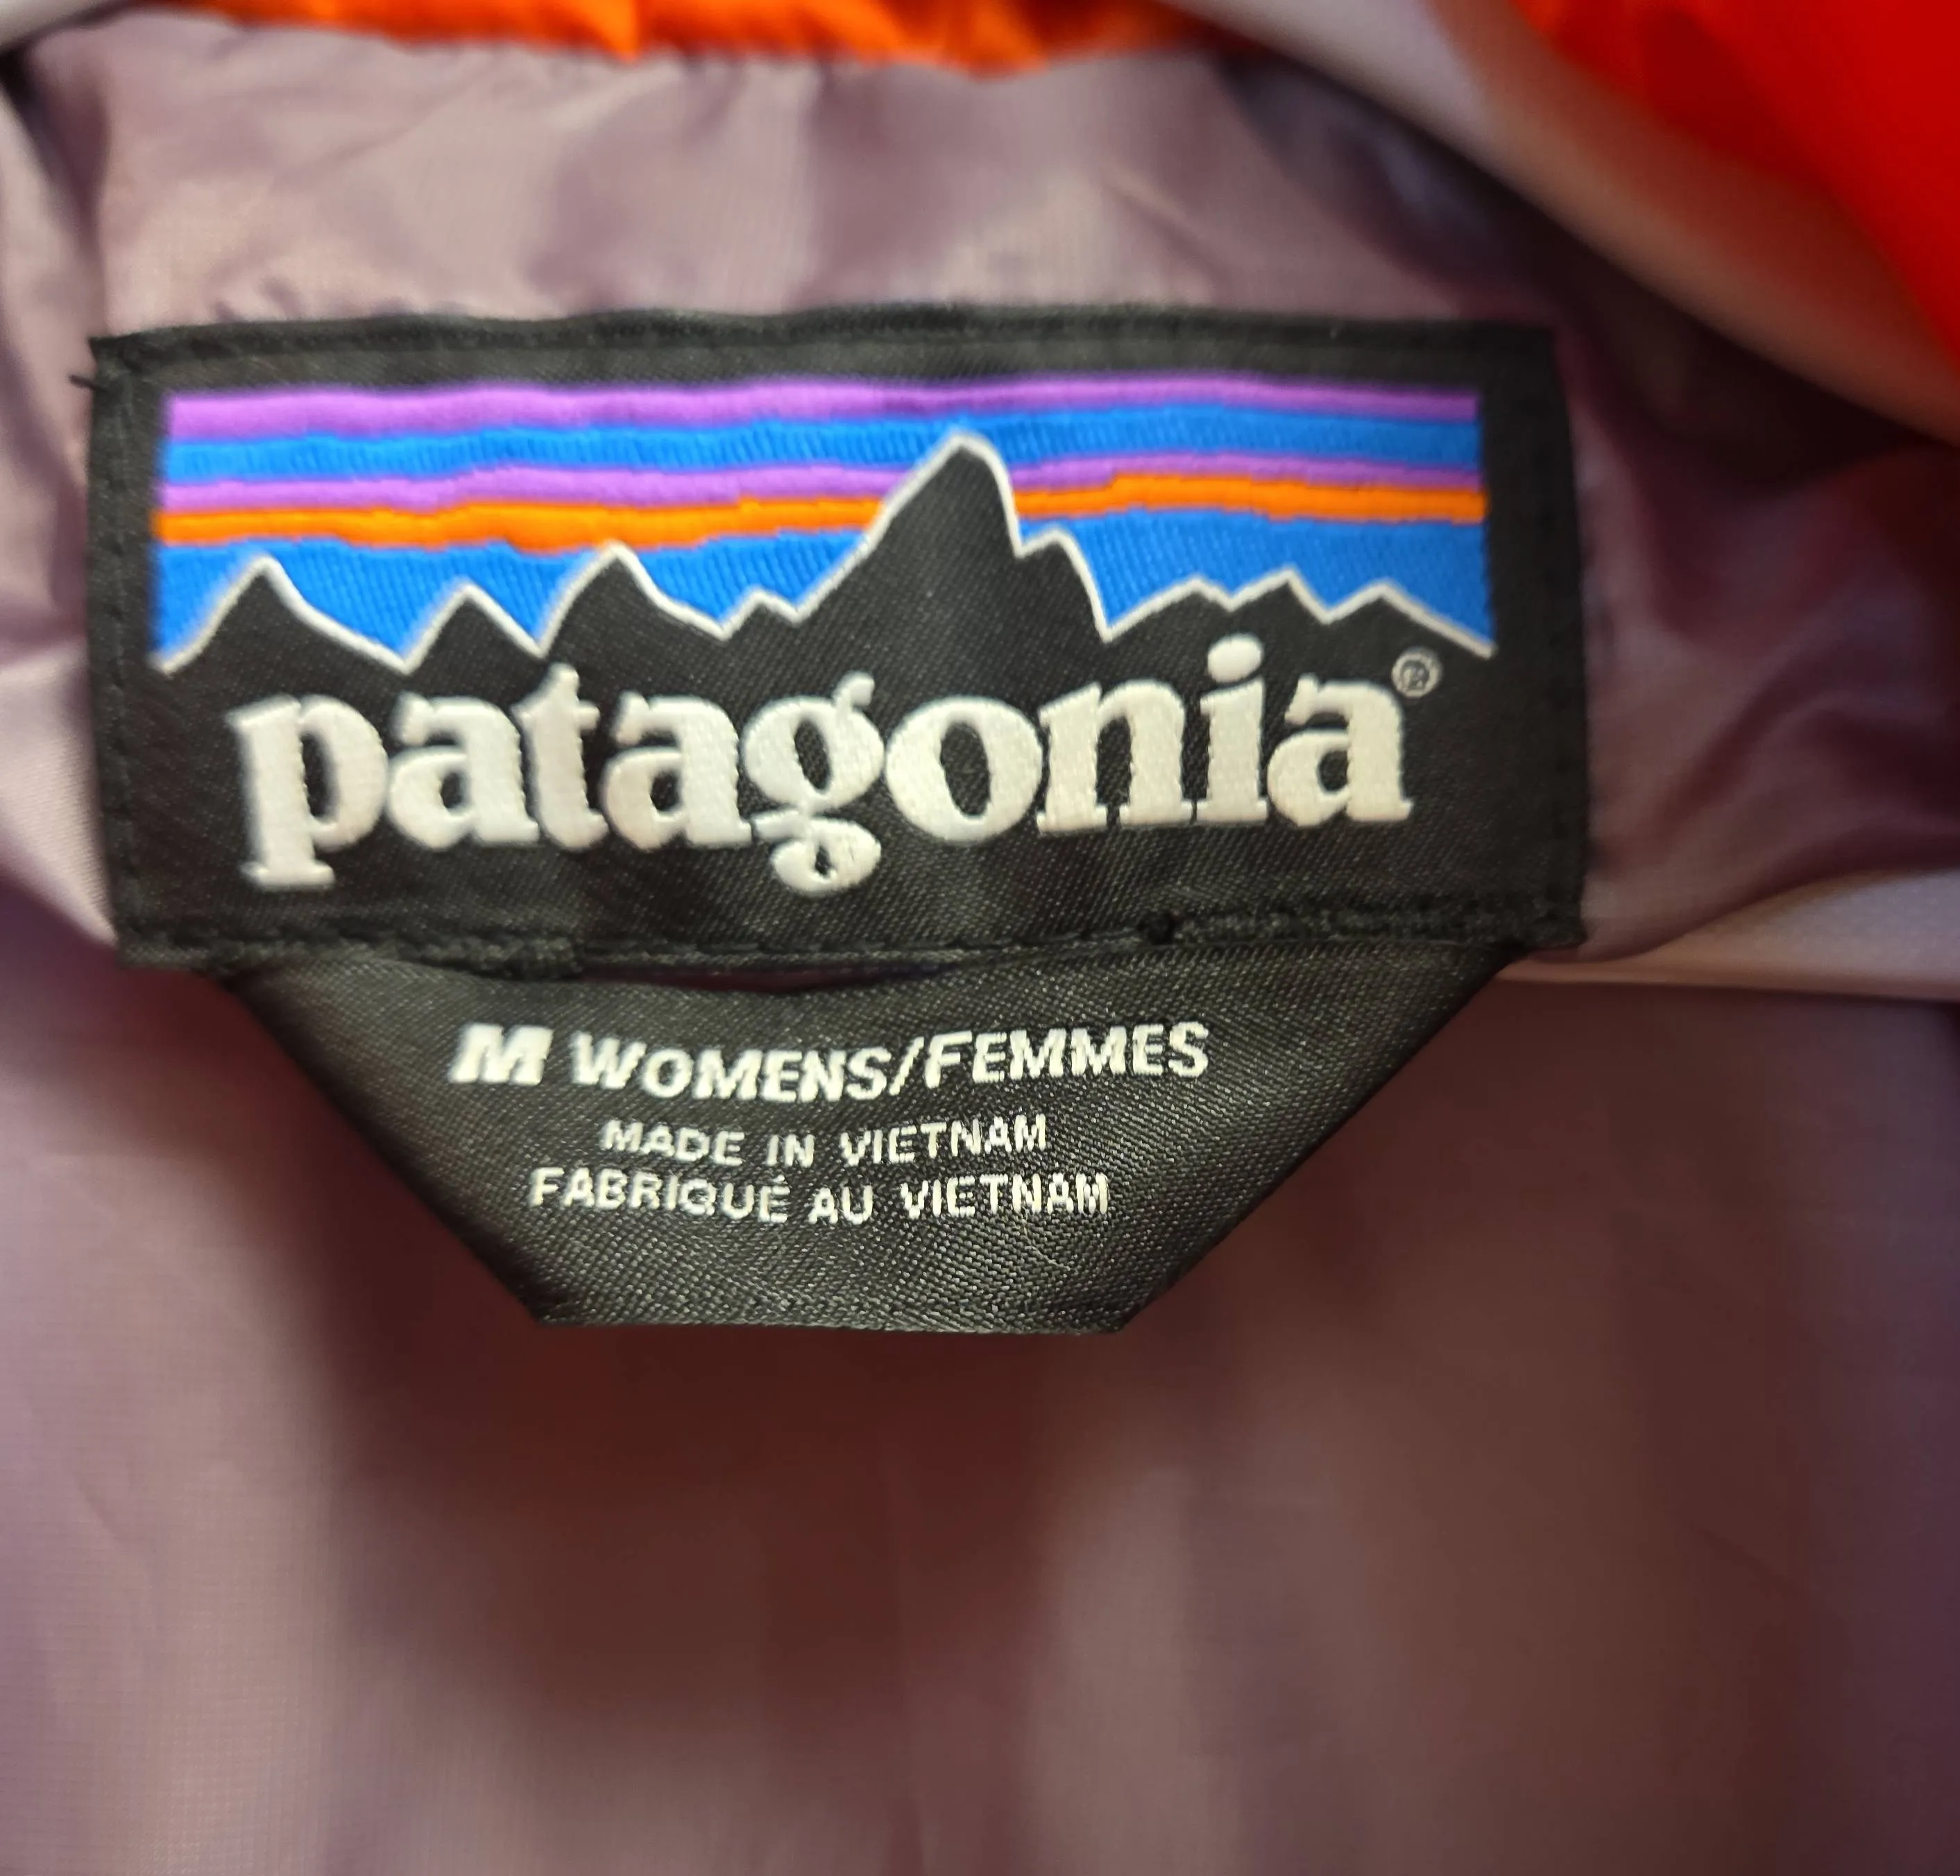 patagonia®
M WOMENS/FEMMES
MADE IN VIETNAM
FABRIQUÉ AU VIETNAM